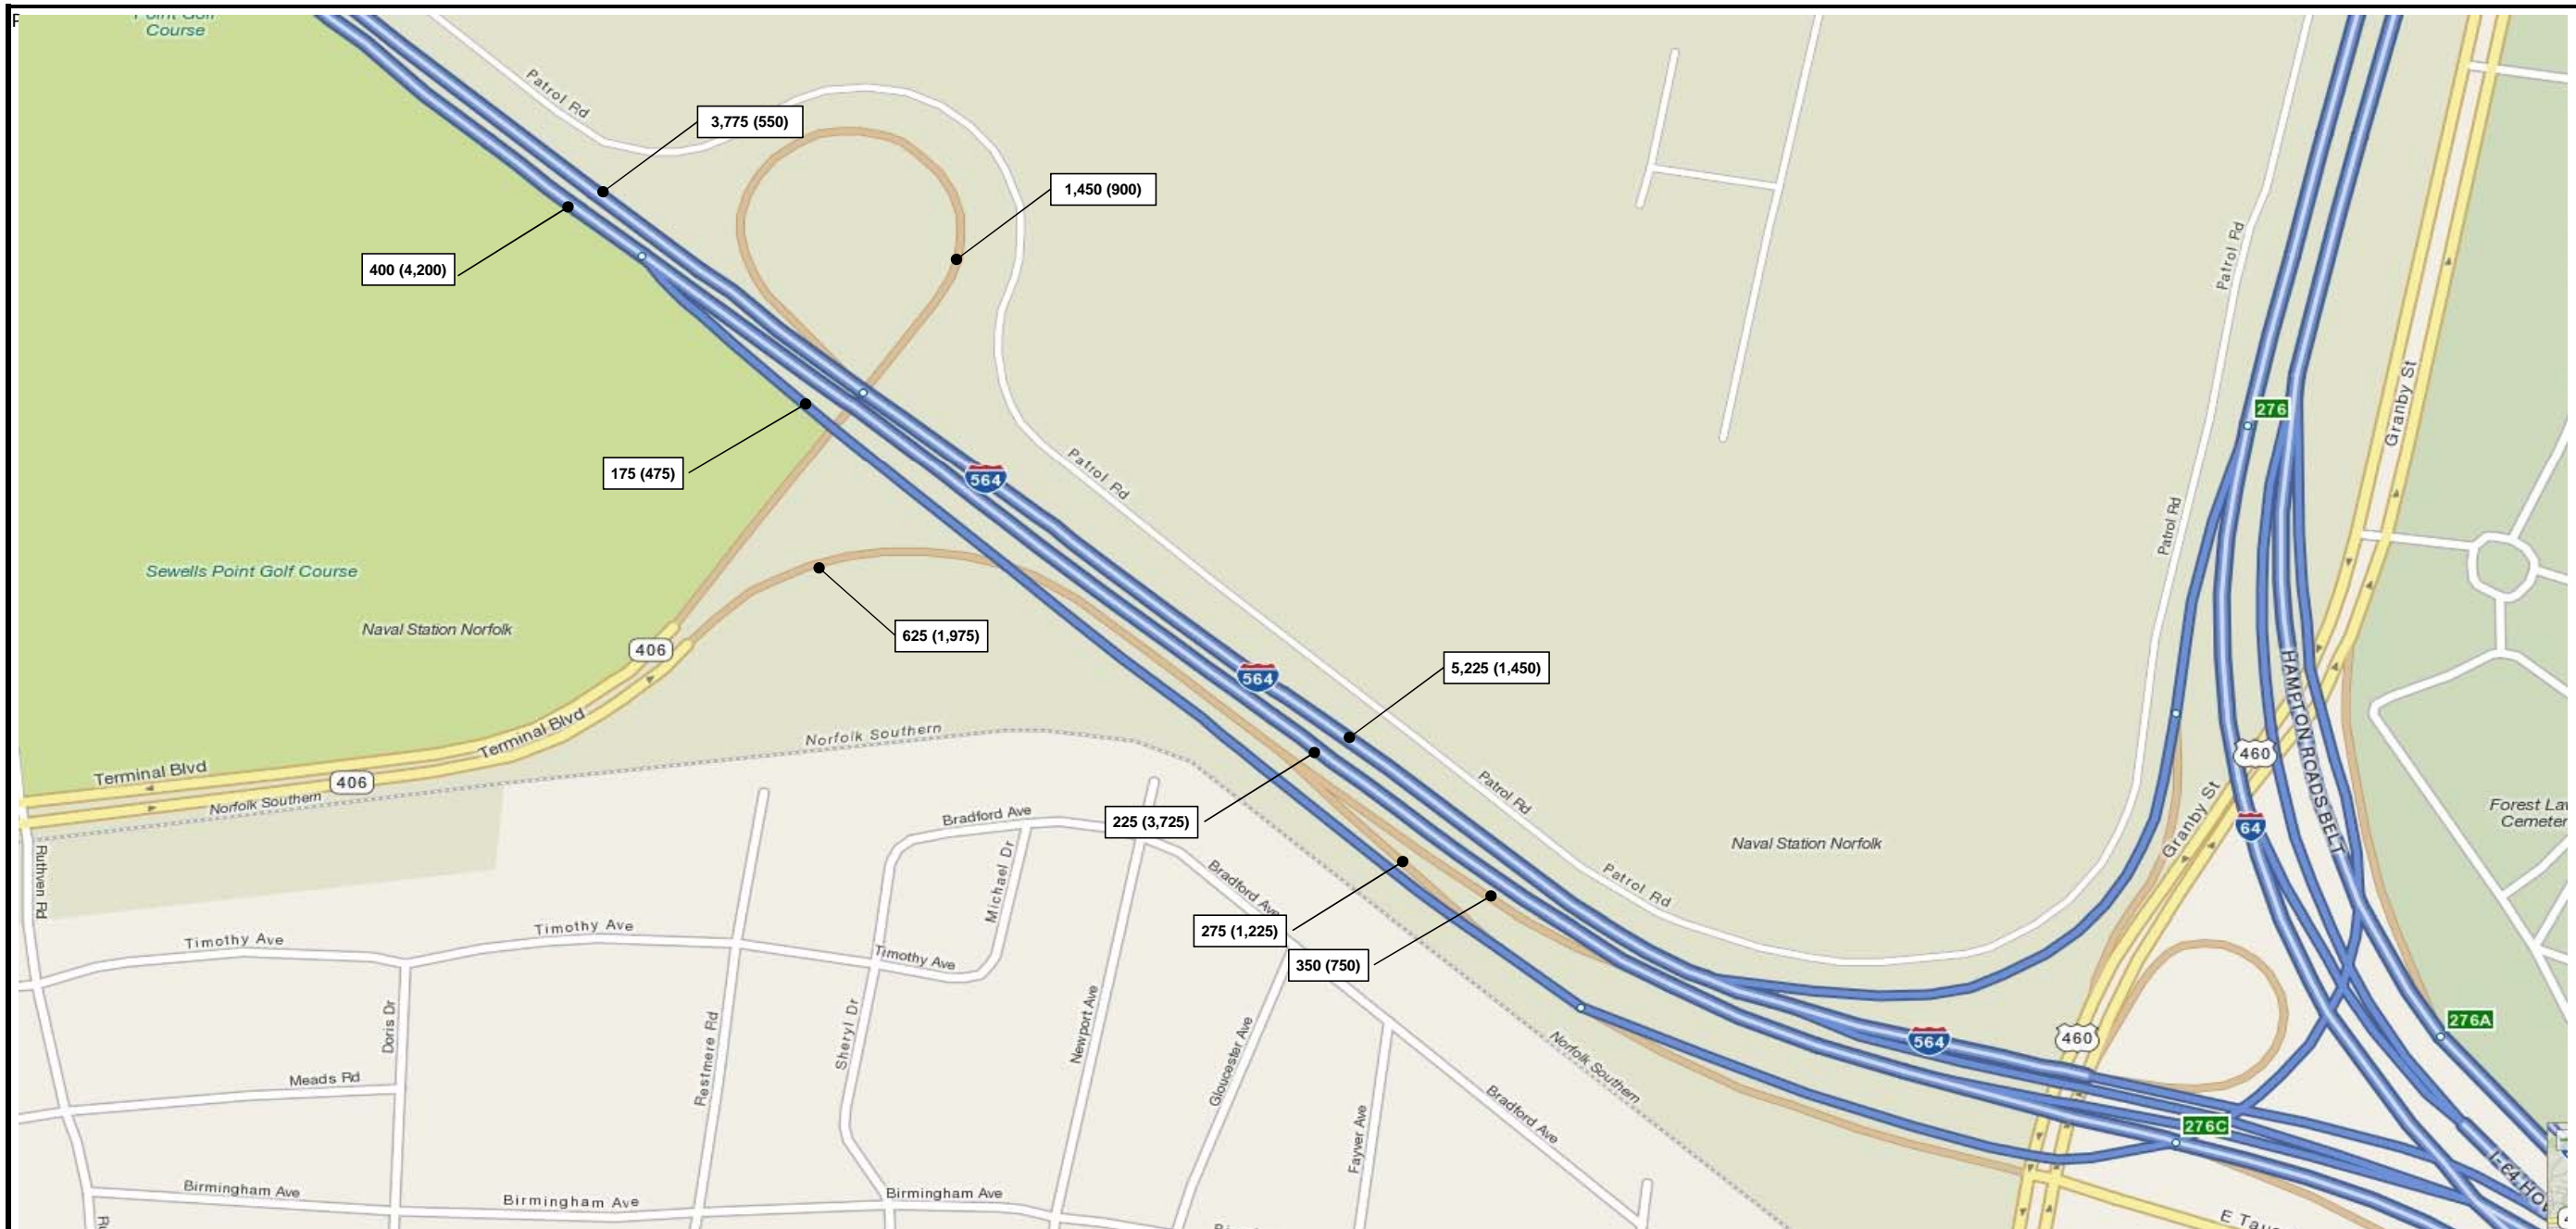 Course
Patrol Rd
3,775 (550)
1,450 (900)
400 (4,200)
175 (475)
564
Patrol Rd
Patrol Rd
276
Granby St
Patrol Rd
Sewells Point Golf Course
Naval Station Norfolk
406
625 (1,975)
564
5,225 (1,450)
HAMPTON ROADS BELT
460
Terminal Blvd
Norfolk Southern
Terminal Blvd
406
Norfolk Southern
Patrol Rd
225 (3,725)
Bradford Ave
Granby St
64
Naval Station Norfolk
Ruthven Rd
Michael Dr
Bradford Ave
Patrol Rd
275 (1,225)
350 (750)
Timothy Ave
Timothy Ave
Timothy Ave
Doris Dr
Restmere Rd
Sheryl Dr
Newport Ave
Gloucester Ave
Norfolk Southern
564
460
276A
Meads Rd
Fayver Ave
Bradford Ave
276C
Birmingham Ave
Birmingham Ave
Birmingham Ave
I-64